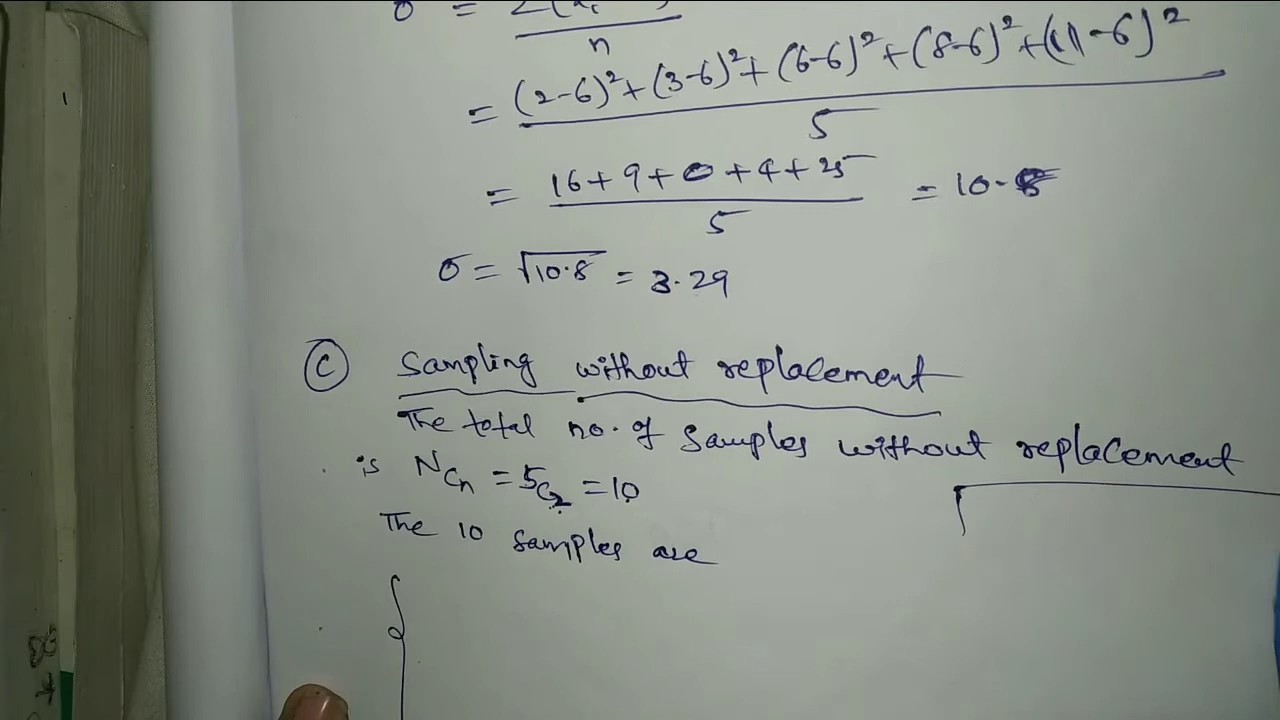 σ =
n
= (2-6)²+(3-6)²+(6-6)²+(8-6)²+(11-6)²
5
= 16+9+0+4+25 = 10.8
5
σ = √10.8 = 3.29
(c) Sampling without replacement
The total no. of Samples without replacement
is NCn = 5C2 = 10
The 10 samples are
{